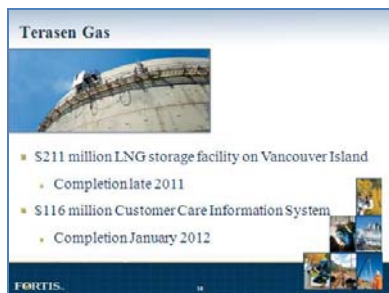 Terasen Gas
$211 million LNG storage facility on Vancouver Island
Completion late 2011
$116 million Customer Care Information System
Completion January 2012
FORTIS